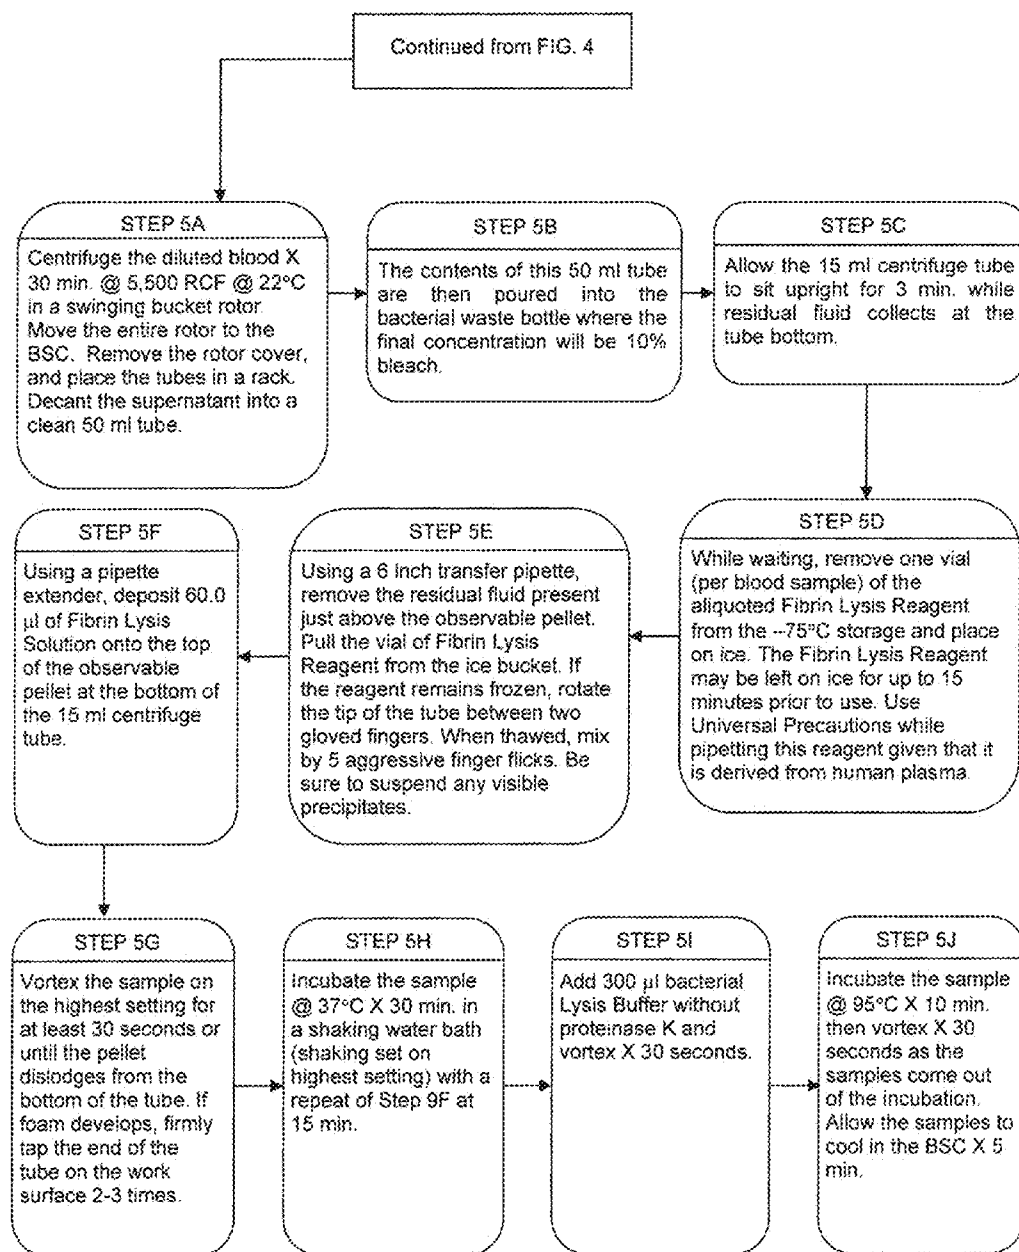 Continued from FIG. 4
STEP 5A
Centrifuge the diluted blood X
30 min. @ 5,500 RCF @ 22°C
in a swinging bucket rotor.
Move the entire rotor to the
BSC. Remove the rotor cover,
and place the tubes in a rack.
Decant the supernatant into a
clean 50 ml tube.
STEP 5B
The contents of this 50 ml tube
are then poured into the
bacterial waste bottle where the
final concentration will be 10%
bleach.
STEP 5C
Allow the 15 ml centrifuge tube
to sit upright for 3 min. while
residual fluid collects at the
tube bottom.
STEP 5D
While waiting, remove one vial
(per blood sample) of the
aliquoted Fibrin Lysis Reagent
from the --75°C storage and place
on ice. The Fibrin Lysis Reagent
may be left on ice for up to 15
minutes prior to use. Use
Universal Precautions while
pipetting this reagent given that it
is derived from human plasma.
STEP 5E
Using a 6 inch transfer pipette,
remove the residual fluid present
just above the observable pellet.
Pull the vial of Fibrin Lysis
Reagent from the ice bucket. If
the reagent remains frozen, rotate
the tip of the tube between two
gloved fingers. When thawed, mix
by 5 aggressive finger flicks. Be
sure to suspend any visible
precipitates.
STEP 5F
Using a pipette
extender, deposit 60.0
µl of Fibrin Lysis
Solution onto the top
of the observable
pellet at the bottom of
the 15 ml centrifuge
tube.
STEP 5G
Vortex the sample on
the highest setting for
at least 30 seconds or
until the pellet
dislodges from the
bottom of the tube. If
foam develops, firmly
tap the end of the
tube on the work
surface 2-3 times.
STEP 5H
Incubate the sample
@ 37°C X 30 min. in
a shaking water bath
(shaking set on
highest setting) with a
repeat of Step 9F at
15 min.
STEP 5I
Add 300 µl bacterial
Lysis Buffer without
proteinase K and
vortex X 30 seconds.
STEP 5J
Incubate the sample
@ 95°C X 10 min.
then vortex X 30
seconds as the
samples come out
of the incubation.
Allow the samples to
cool in the BSC X 5
min.